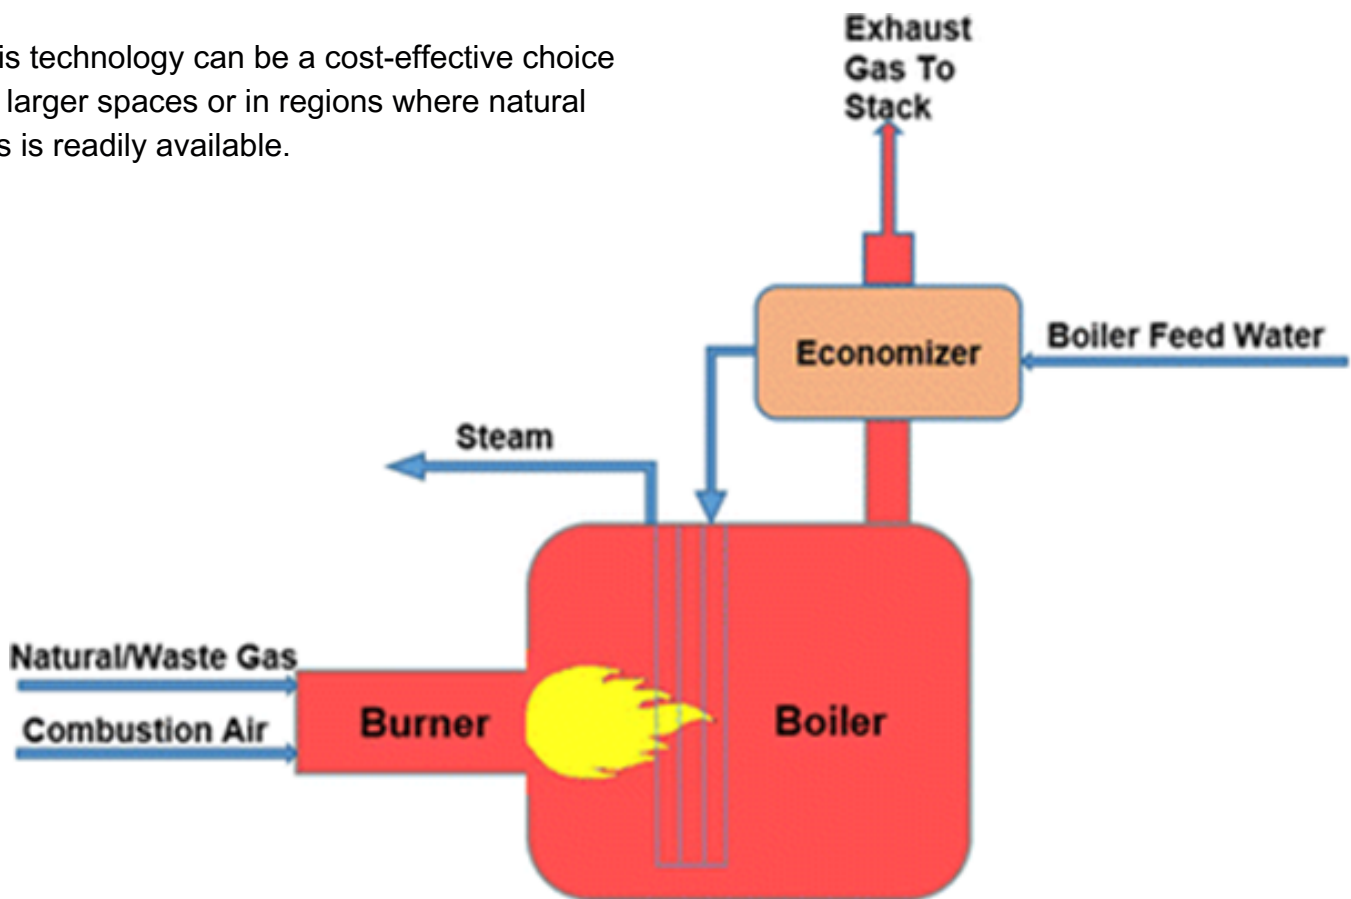 is technology can be a cost-effective choice
larger spaces or in regions where natural
s is readily available.
Exhaust
Gas To
Stack
Economizer
Boiler Feed Water
Steam
Natural/Waste Gas
Combustion Air
Burner
Boiler